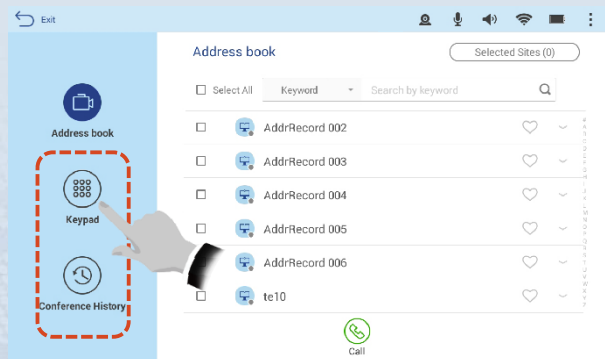 Exit
Address book
Selected Sites (0)
Select All
Keyword
Search by keyword
Address book
AddrRecord 002
AddrRecord 003
AddrRecord 004
Keypad
AddrRecord 005
AddrRecord 006
Conference History
te10
Call